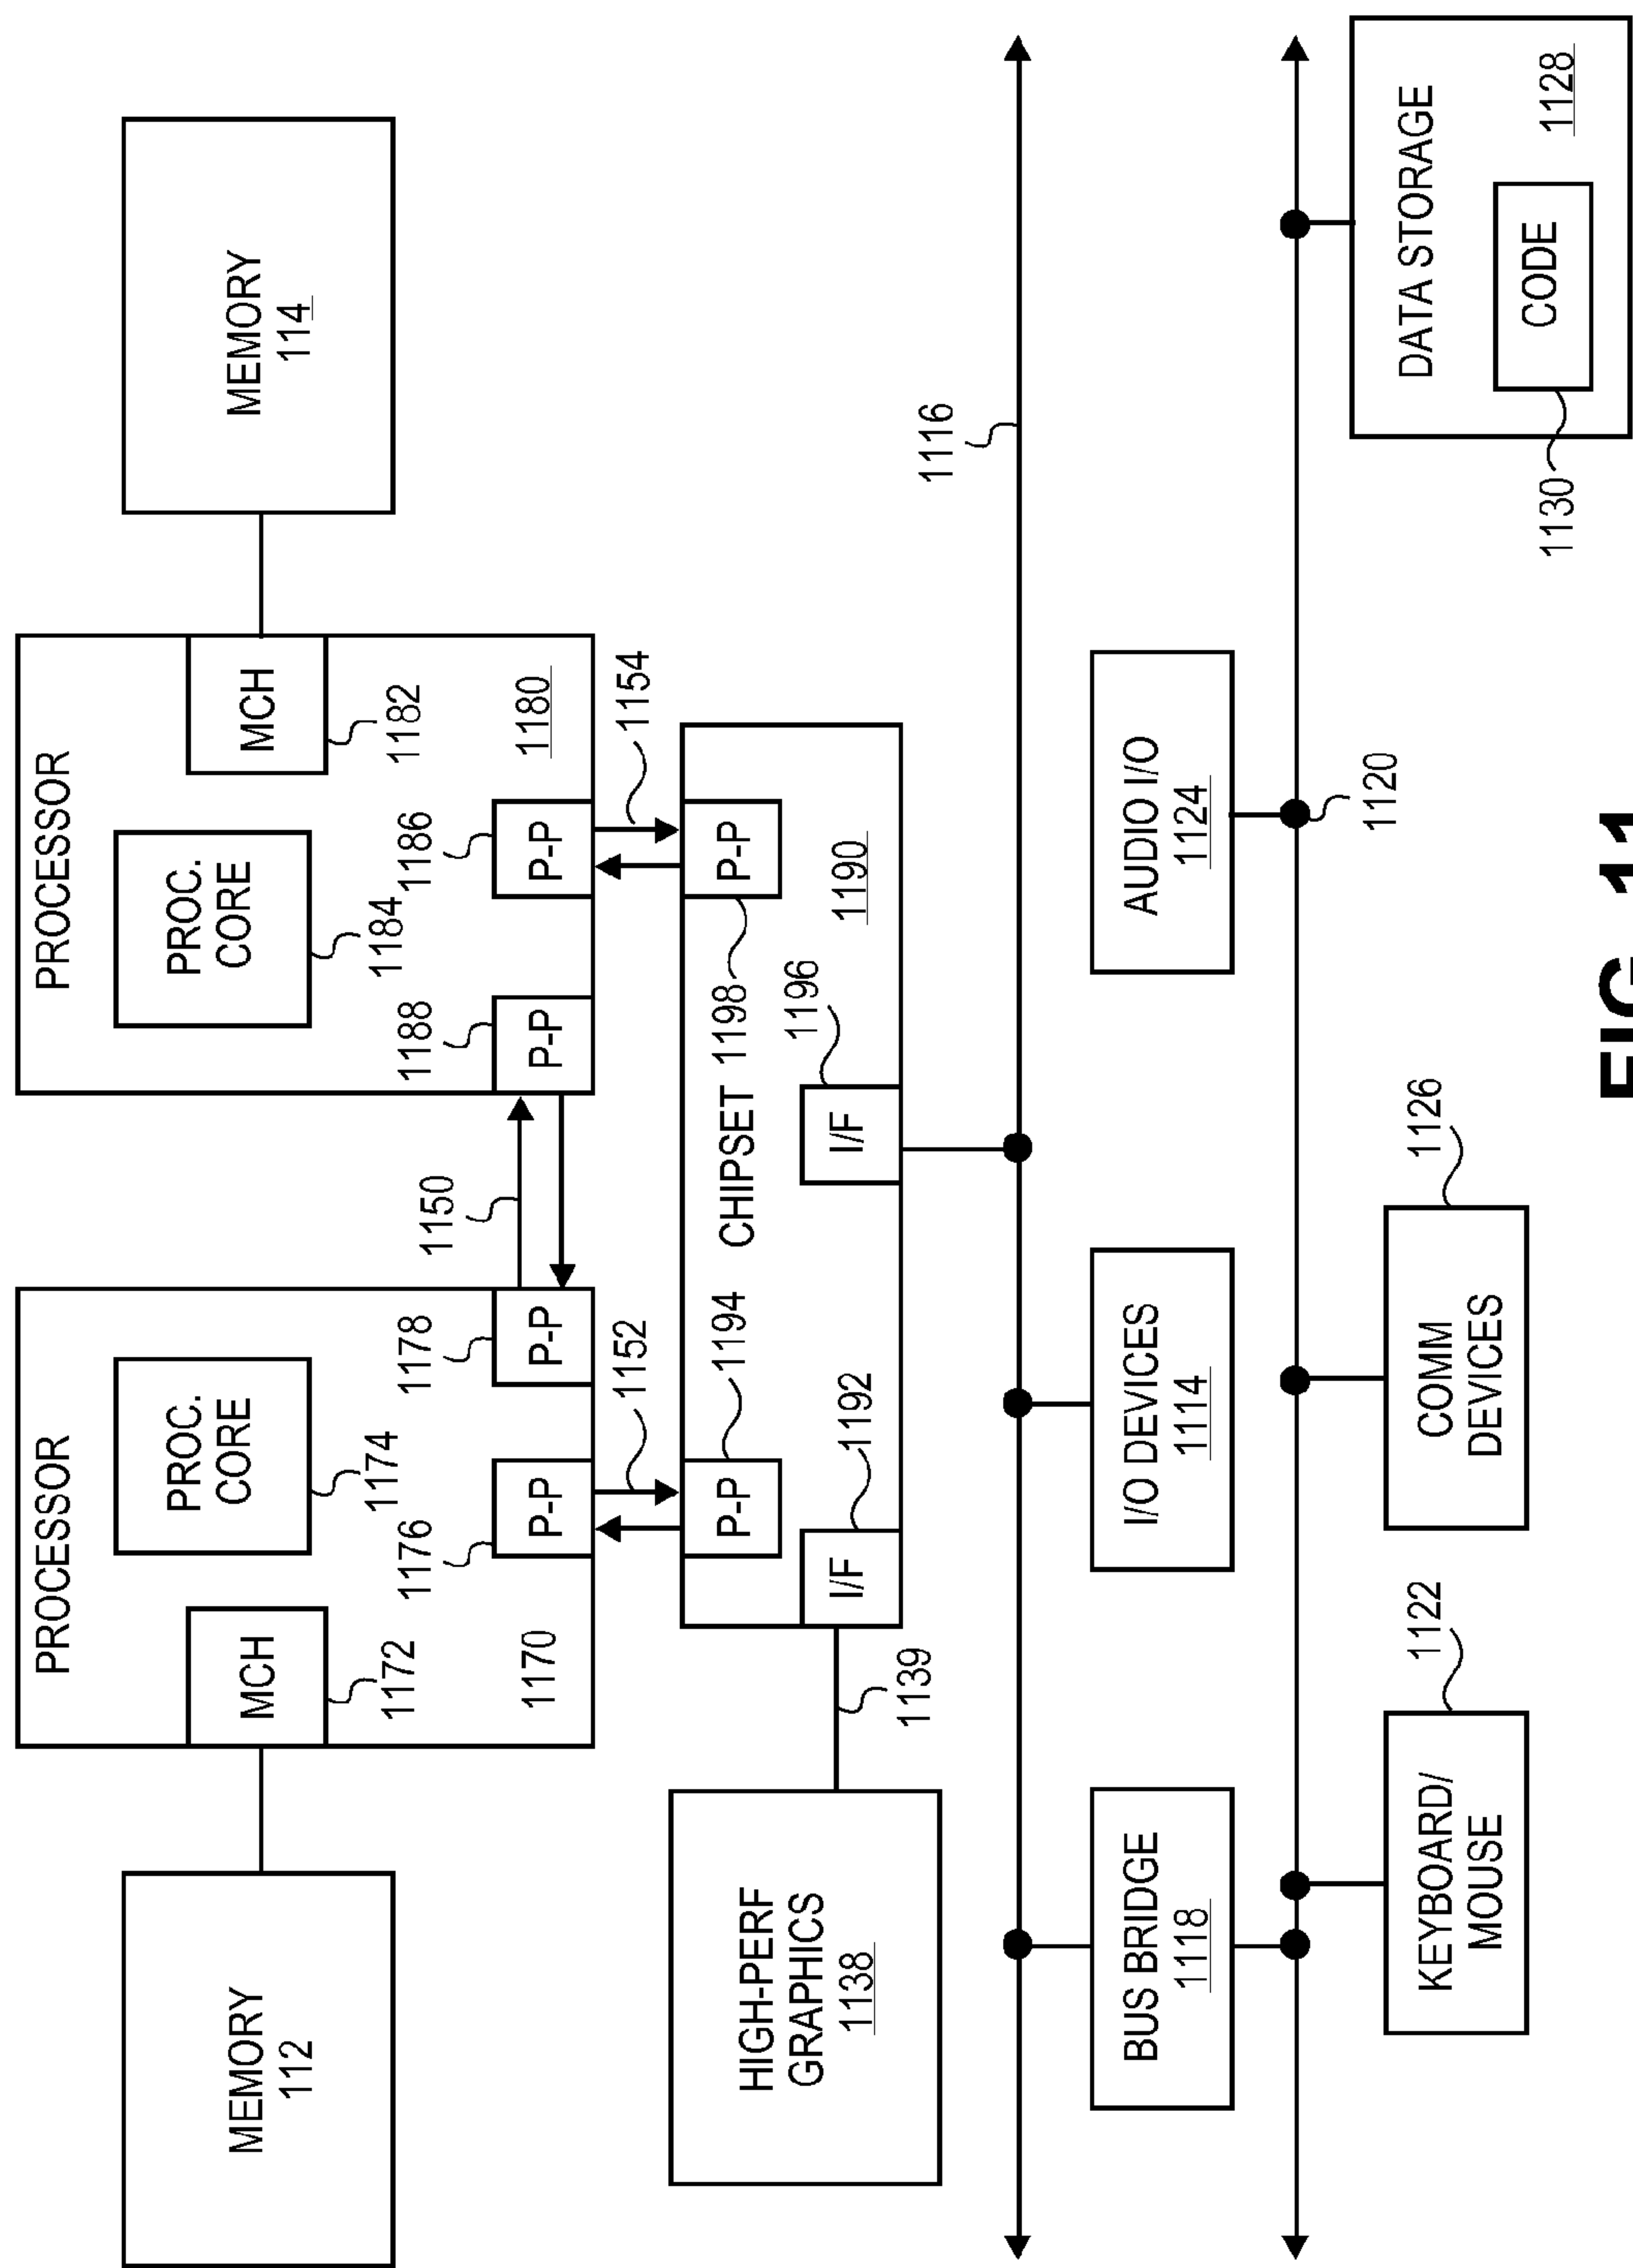 PROCESSOR
PROCESSOR
MEMORY
112
MCH
1172
PROC.
CORE
1174
1176
1178
1170
P-P
P-P
1150
PROC.
CORE
1184
MCH
1182
1188
1186
1180
P-P
P-P
MEMORY
114
1152
1154
HIGH-PERF
GRAPHICS
1138
1139
P-P
1194
CHIPSET
1198
P-P
I/F
1192
I/F
1196
1190
1116
BUS BRIDGE
1118
I/O DEVICES
1114
AUDIO I/O
1124
1120
KEYBOARD/
MOUSE
1122
COMM
DEVICES
1126
DATA STORAGE
CODE
1128
1130
FIG. 11